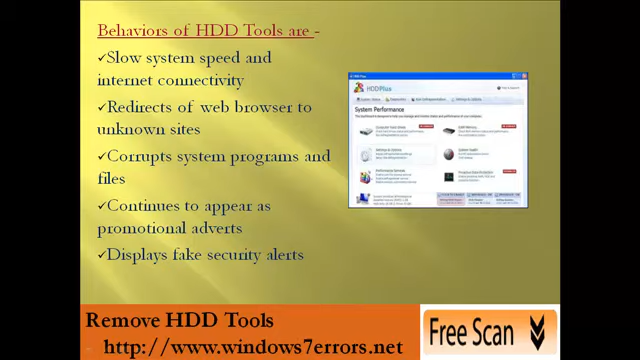 Behaviors of HDD Tools are -
✓Slow system speed and
internet connectivity
✓Redirects of web browser to
unknown sites
✓Corrupts system programs and
files
✓Continues to appear as
promotional adverts
✓Displays fake security alerts
HDDPlus
System Performance
Remove HDD Tools
http://www.windows7errors.net
Free Scan